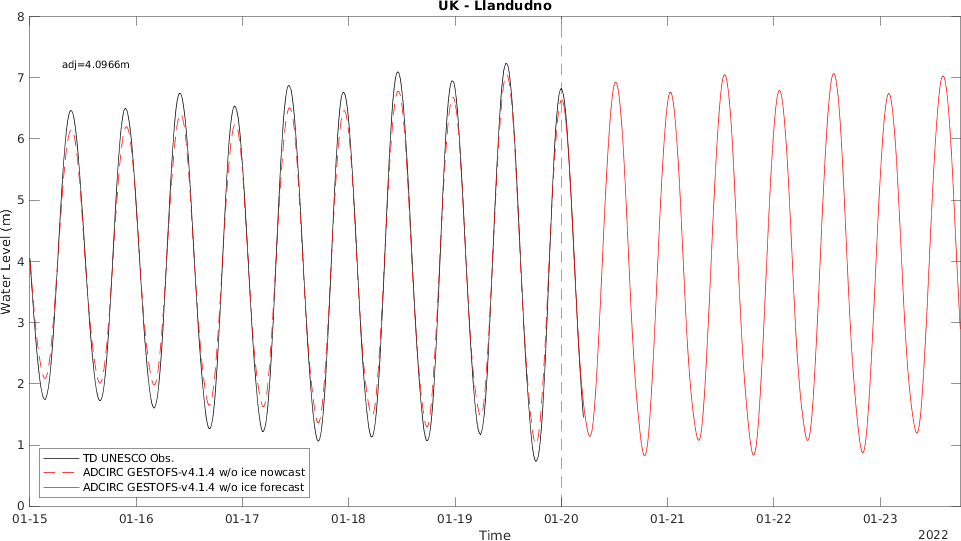 UK - Llandudno
8
7
6
5
4
3
2
1
0
adj=4.0966m
Water Level (m)
TD UNESCO Obs.
ADCIRC GESTOFS-v4.1.4 w/o ice nowcast
ADCIRC GESTOFS-v4.1.4 w/o ice forecast
01-15 01-16 01-17 01-18 01-19 01-20 01-21 01-22 01-23
Time
2022